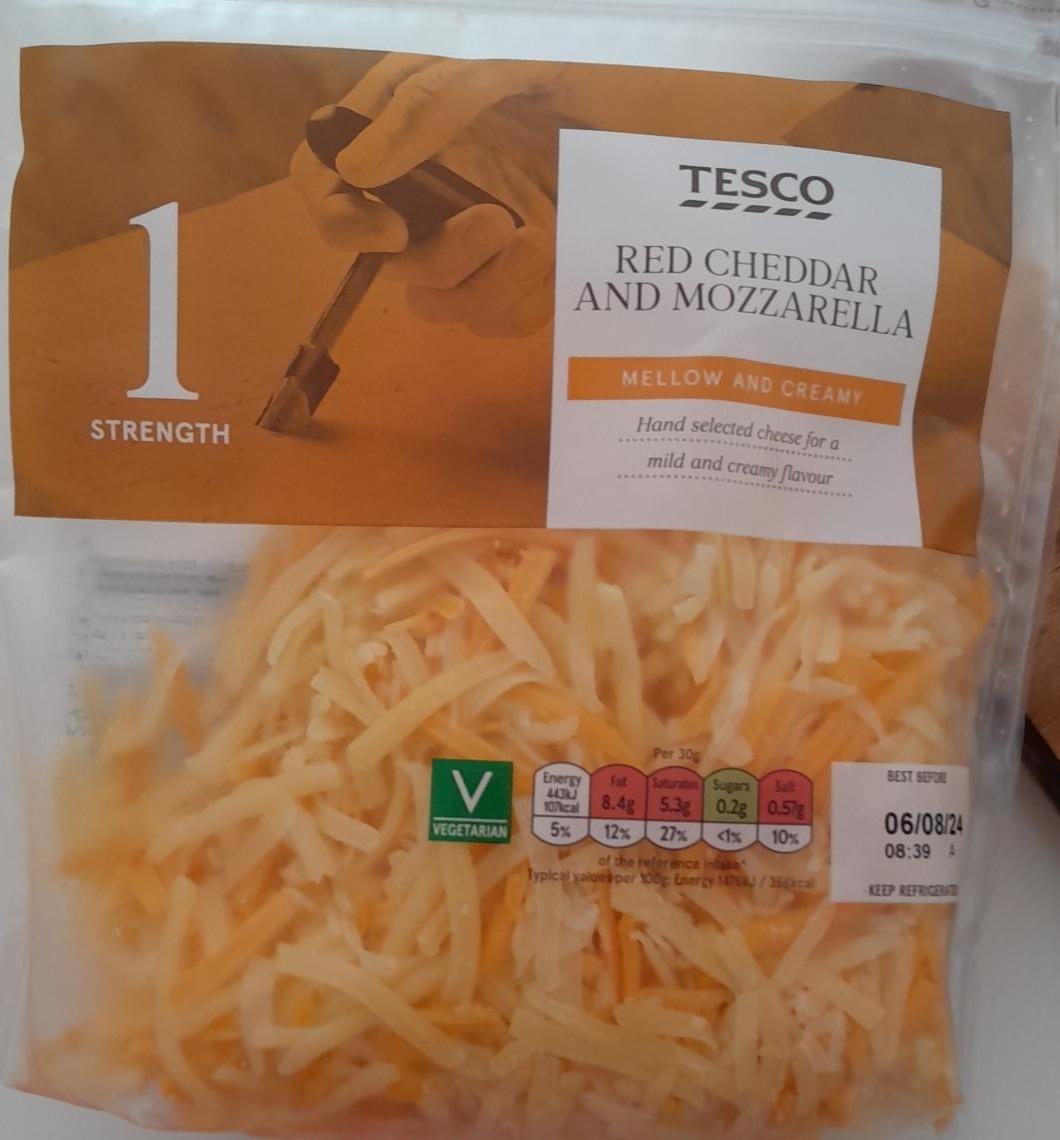 1
STRENGTH
TESCO
RED CHEDDAR
AND MOZZARELLA
MELLOW AND CREAMY
Hand selected cheese for a
mild and creamy flavour
V
VEGETARIAN
Per 30g
Energy Fat Saturates Sugars Salt
443kJ
107kcal 8.4g 5.3g 0.2g 0.57g
5% 12% 27% <1% 10%
of the reference intake*
Typical values per 100g: Energy 1476kJ / 356kcal
BEST BEFORE
06/08/24
08:39 A
KEEP